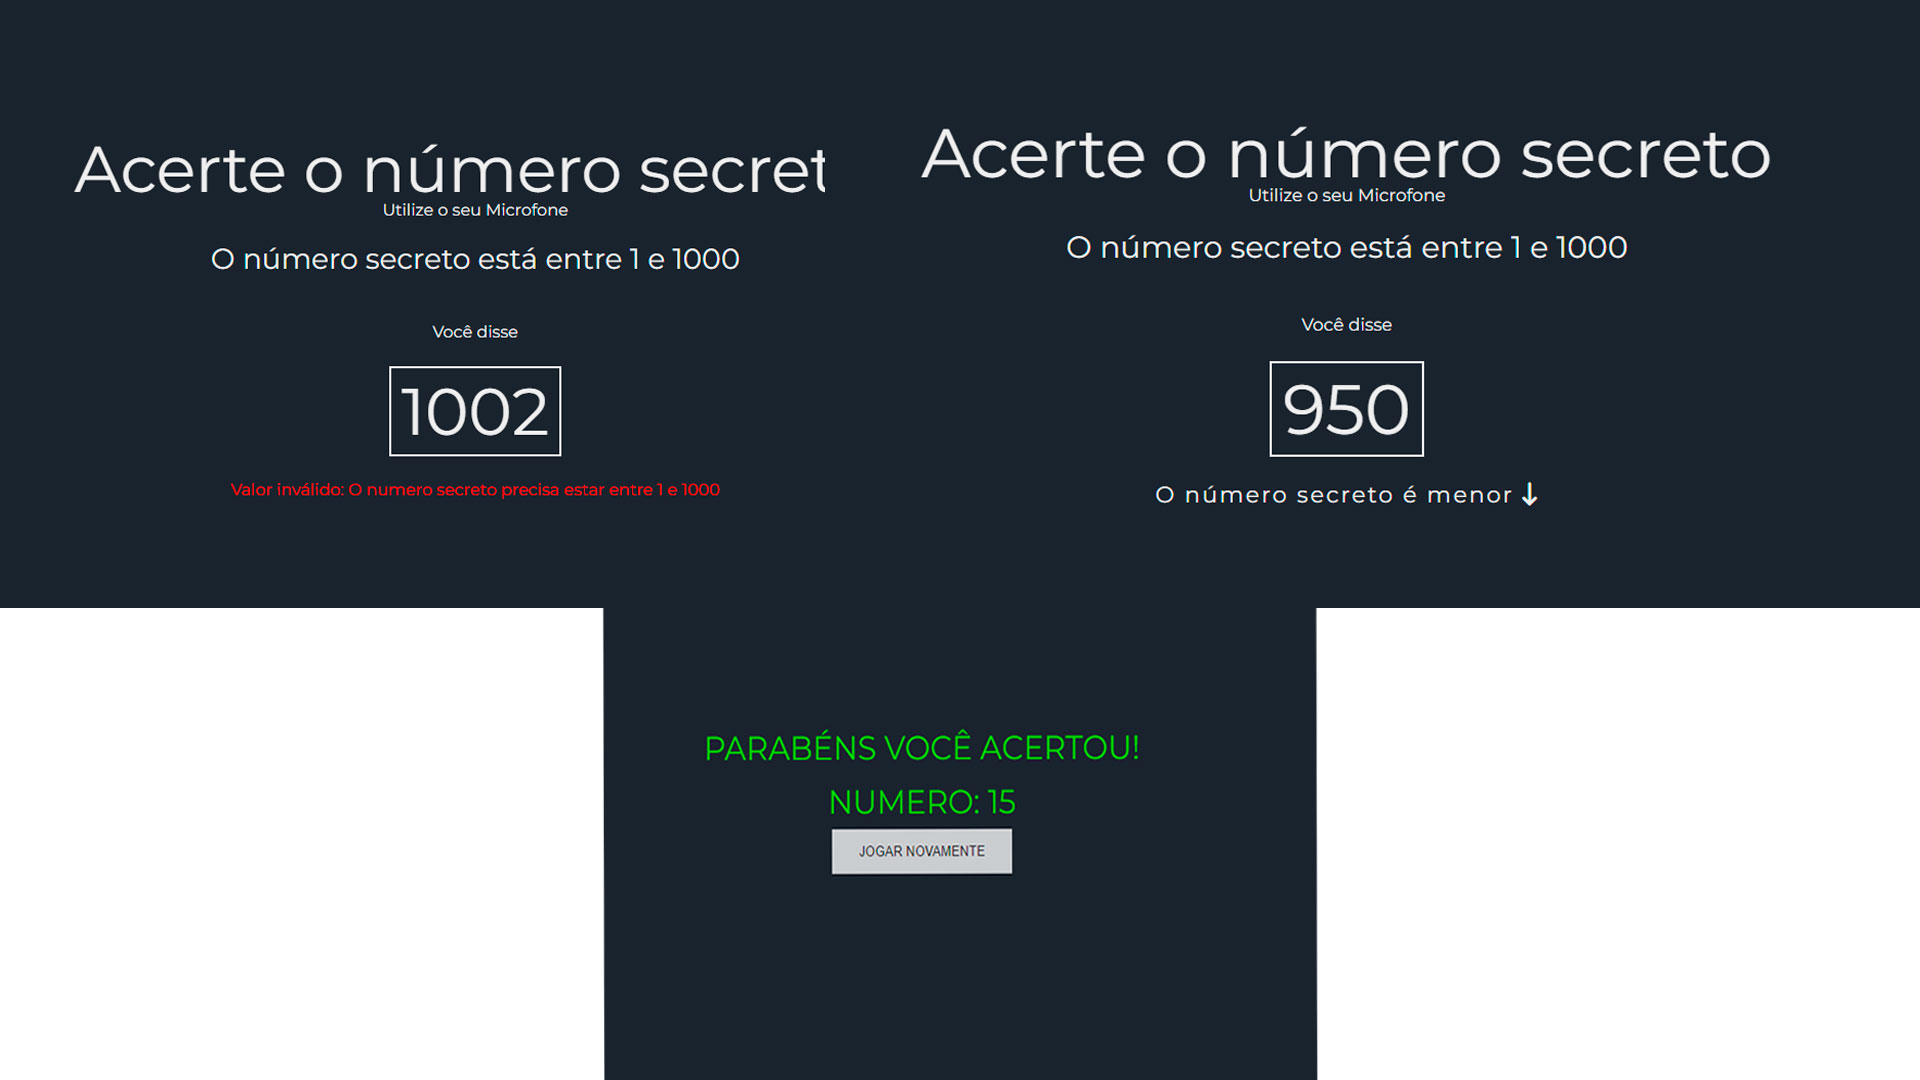 Acerte o número secret
Utilize o seu Microfone
O número secreto está entre 1 e 1000
Você disse
1002
Valor inválido: O numero secreto precisa estar entre 1 e 1000
Acerte o número secreto
Utilize o seu Microfone
O número secreto está entre 1 e 1000
Você disse
950
O número secreto é menor ↓
PARABÉNS VOCÊ ACERTOU!
NUMERO: 15
JOGAR NOVAMENTE